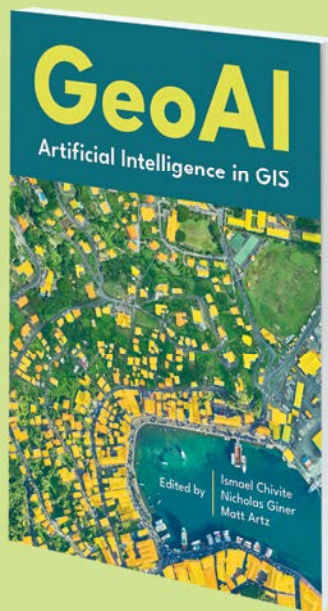 GeoAI
Artificial Intelligence in GIS
Edited by
Ismael Chivite
Nicholas Giner
Matt Artz